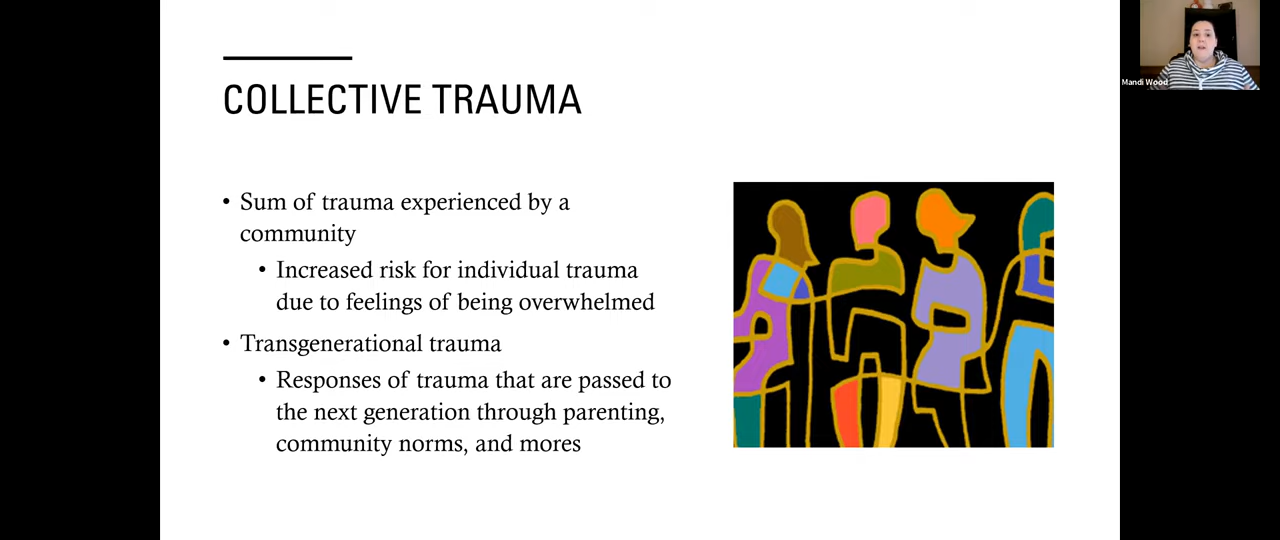 COLLECTIVE TRAUMA
• Sum of trauma experienced by a
community
• Increased risk for individual trauma
due to feelings of being overwhelmed
• Transgenerational trauma
• Responses of trauma that are passed to
the next generation through parenting,
community norms, and mores
Mandi Wood